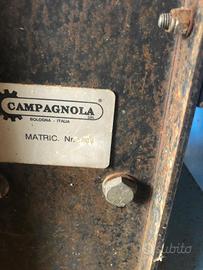 CAMPAGNOLA ®
BOLOGNA - ITALIA
MATRIC. Nr.
subito